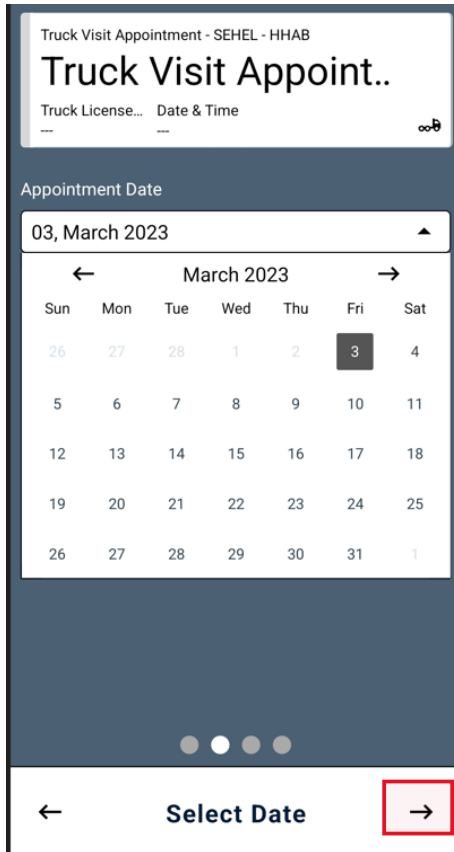 Truck Visit Appointment - SEHEL - HHAB
Truck Visit Appoint..
Truck License... Date & Time
--- ---
Appointment Date
03, March 2023
March 2023
Sun Mon Tue Wed Thu Fri Sat
26 27 28 1 2 3 4
5 6 7 8 9 10 11
12 13 14 15 16 17 18
19 20 21 22 23 24 25
26 27 28 29 30 31 1
Select Date